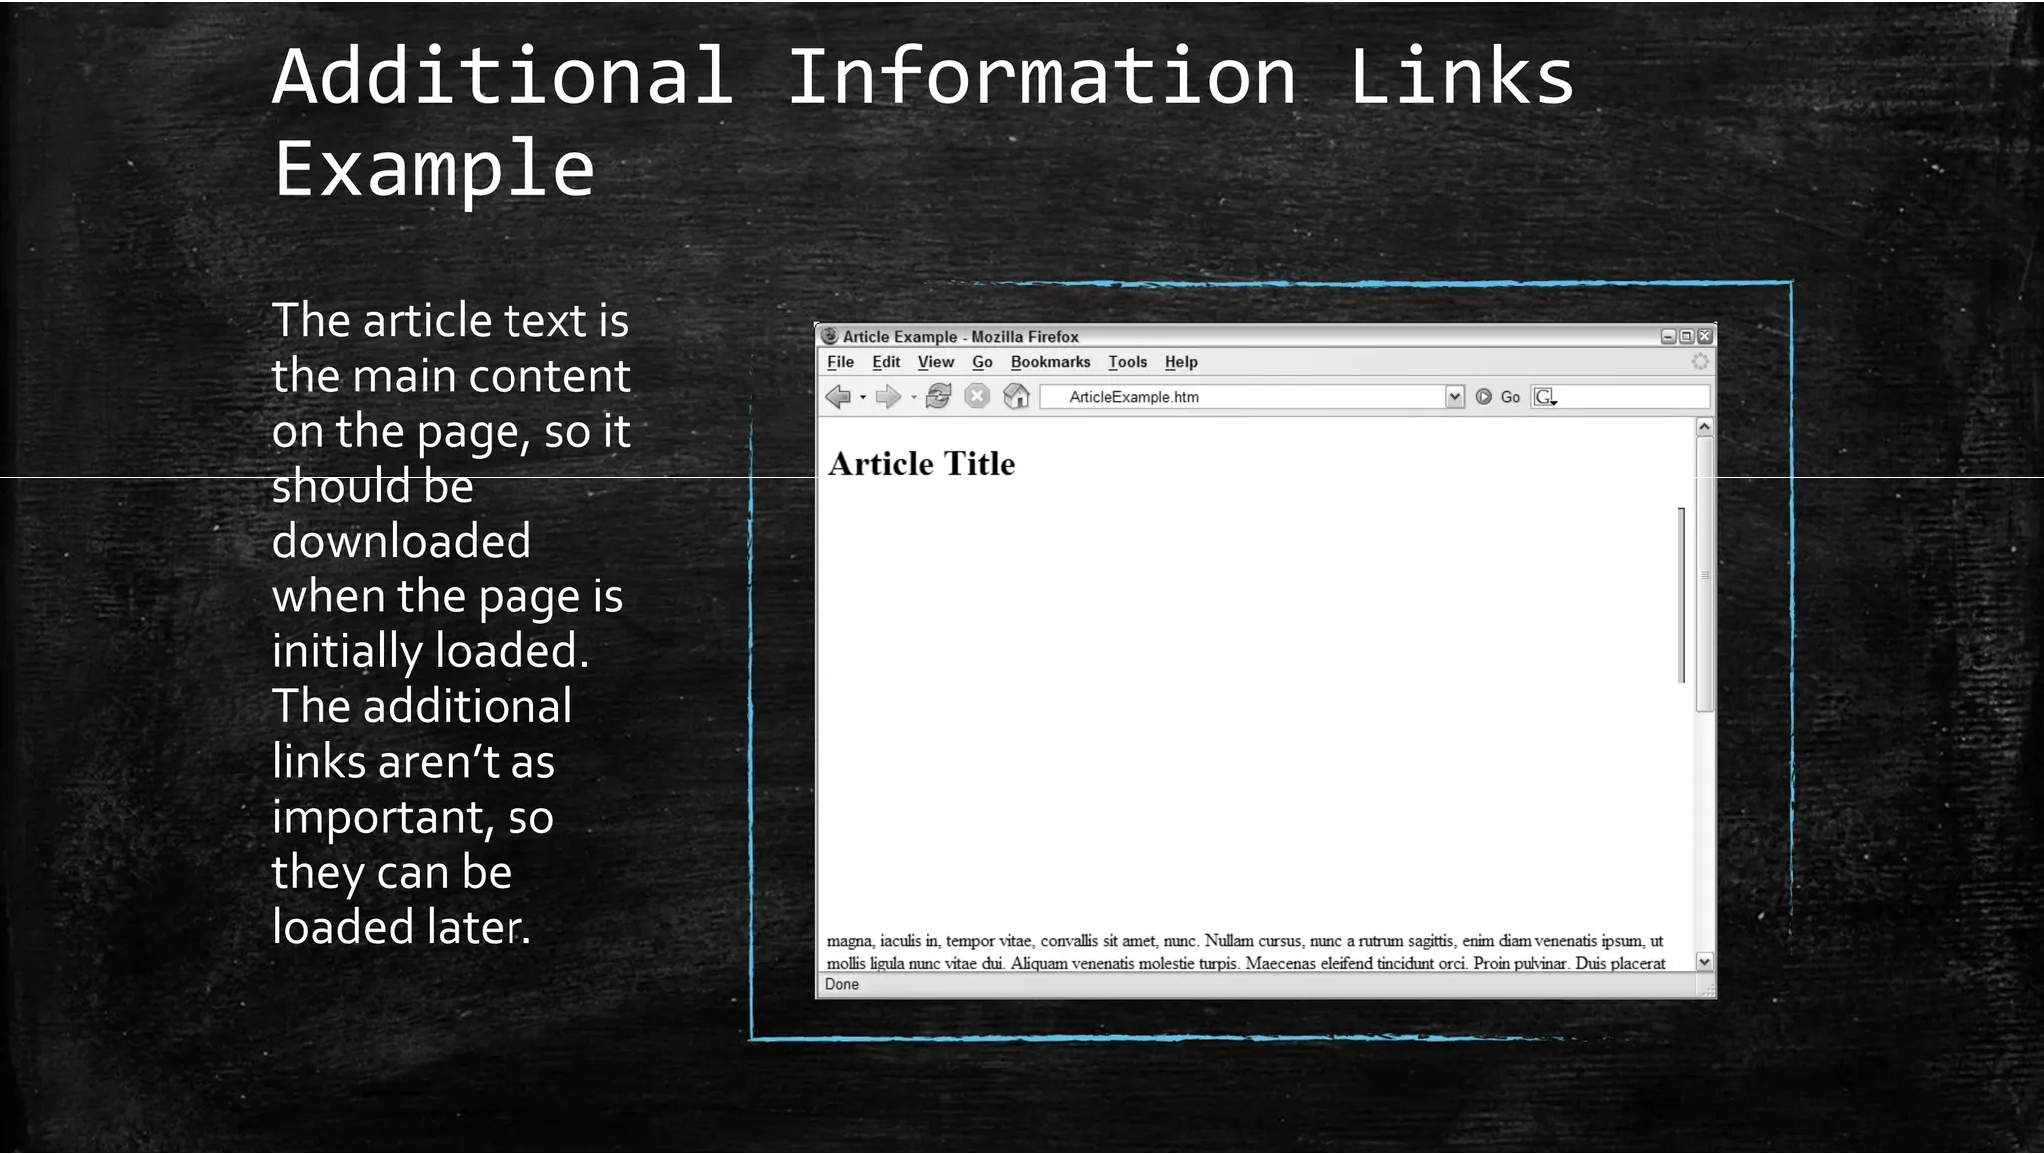 Additional Information Links
Example
The article text is
the main content
on the page, so it
should be
downloaded
when the page is
initially loaded.
The additional
links aren’t as
important, so
they can be
loaded later.
Article Example - Mozilla Firefox
File Edit View Go Bookmarks Tools Help
ArticleExample.htm Go G
Article Title
magna, iaculis in, tempor vitae, convallis sit amet, nunc. Nullam cursus, nunc a rutrum sagittis, enim diam venenatis ipsum, ut
mollis ligula nunc vitae dui. Aliquam venenatis molestie turpis. Maecenas eleifend tincidunt orci. Proin pulvinar. Duis placerat
Done